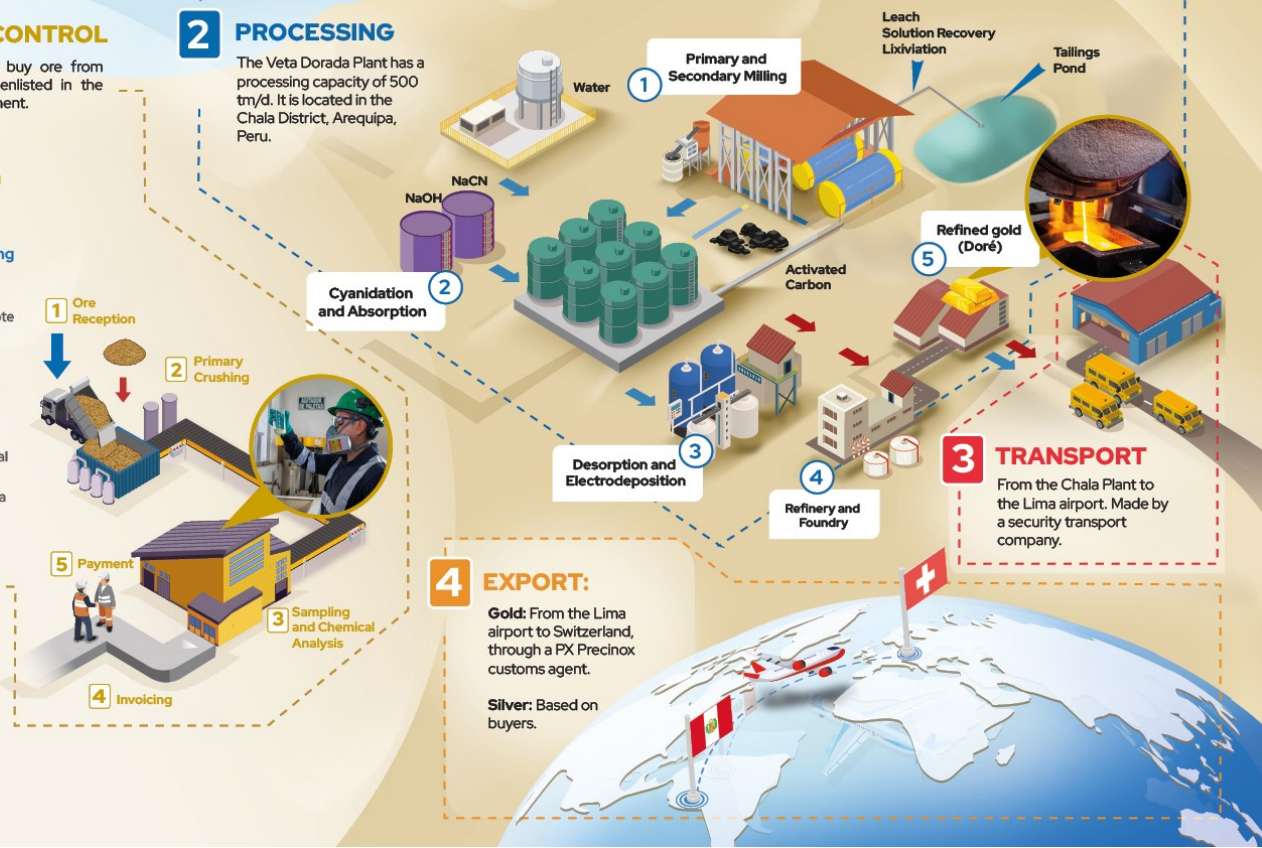 CONTROL
buy ore from
enlisted in the
1 Ore
Reception
2 Primary
Crushing
AGITADOR
DE PALETAS
5 Payment
3 Sampling
and Chemical
Analysis
4 Invoicing
2 PROCESSING
The Veta Dorada Plant has a
processing capacity of 500
tm/d. It is located in the
Chala District, Arequipa,
Peru.
Water
1
Primary and
Secondary Milling
Leach
Solution Recovery
Lixiviation
Tailings
Pond
NaCN
NaOH
2
Cyanidation
and Absorption
Activated
Carbon
5
Refined gold
(Doré)
3
Desorption and
Electrodeposition
4
Refinery and
Foundry
3 TRANSPORT
From the Chala Plant to
the Lima airport. Made by
a security transport
company.
4 EXPORT:
Gold: From the Lima
airport to Switzerland,
through a PX Precinox
customs agent.
Silver: Based on
buyers.